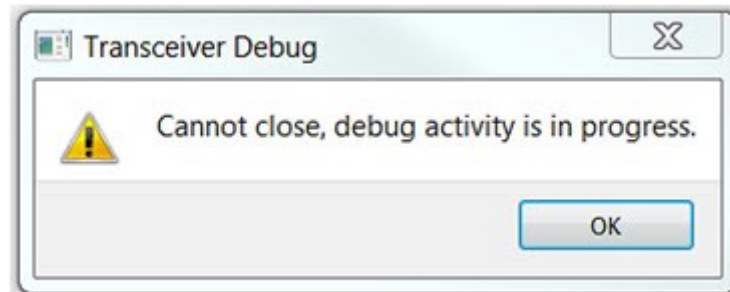 Transceiver Debug
Cannot close, debug activity is in progress.
OK